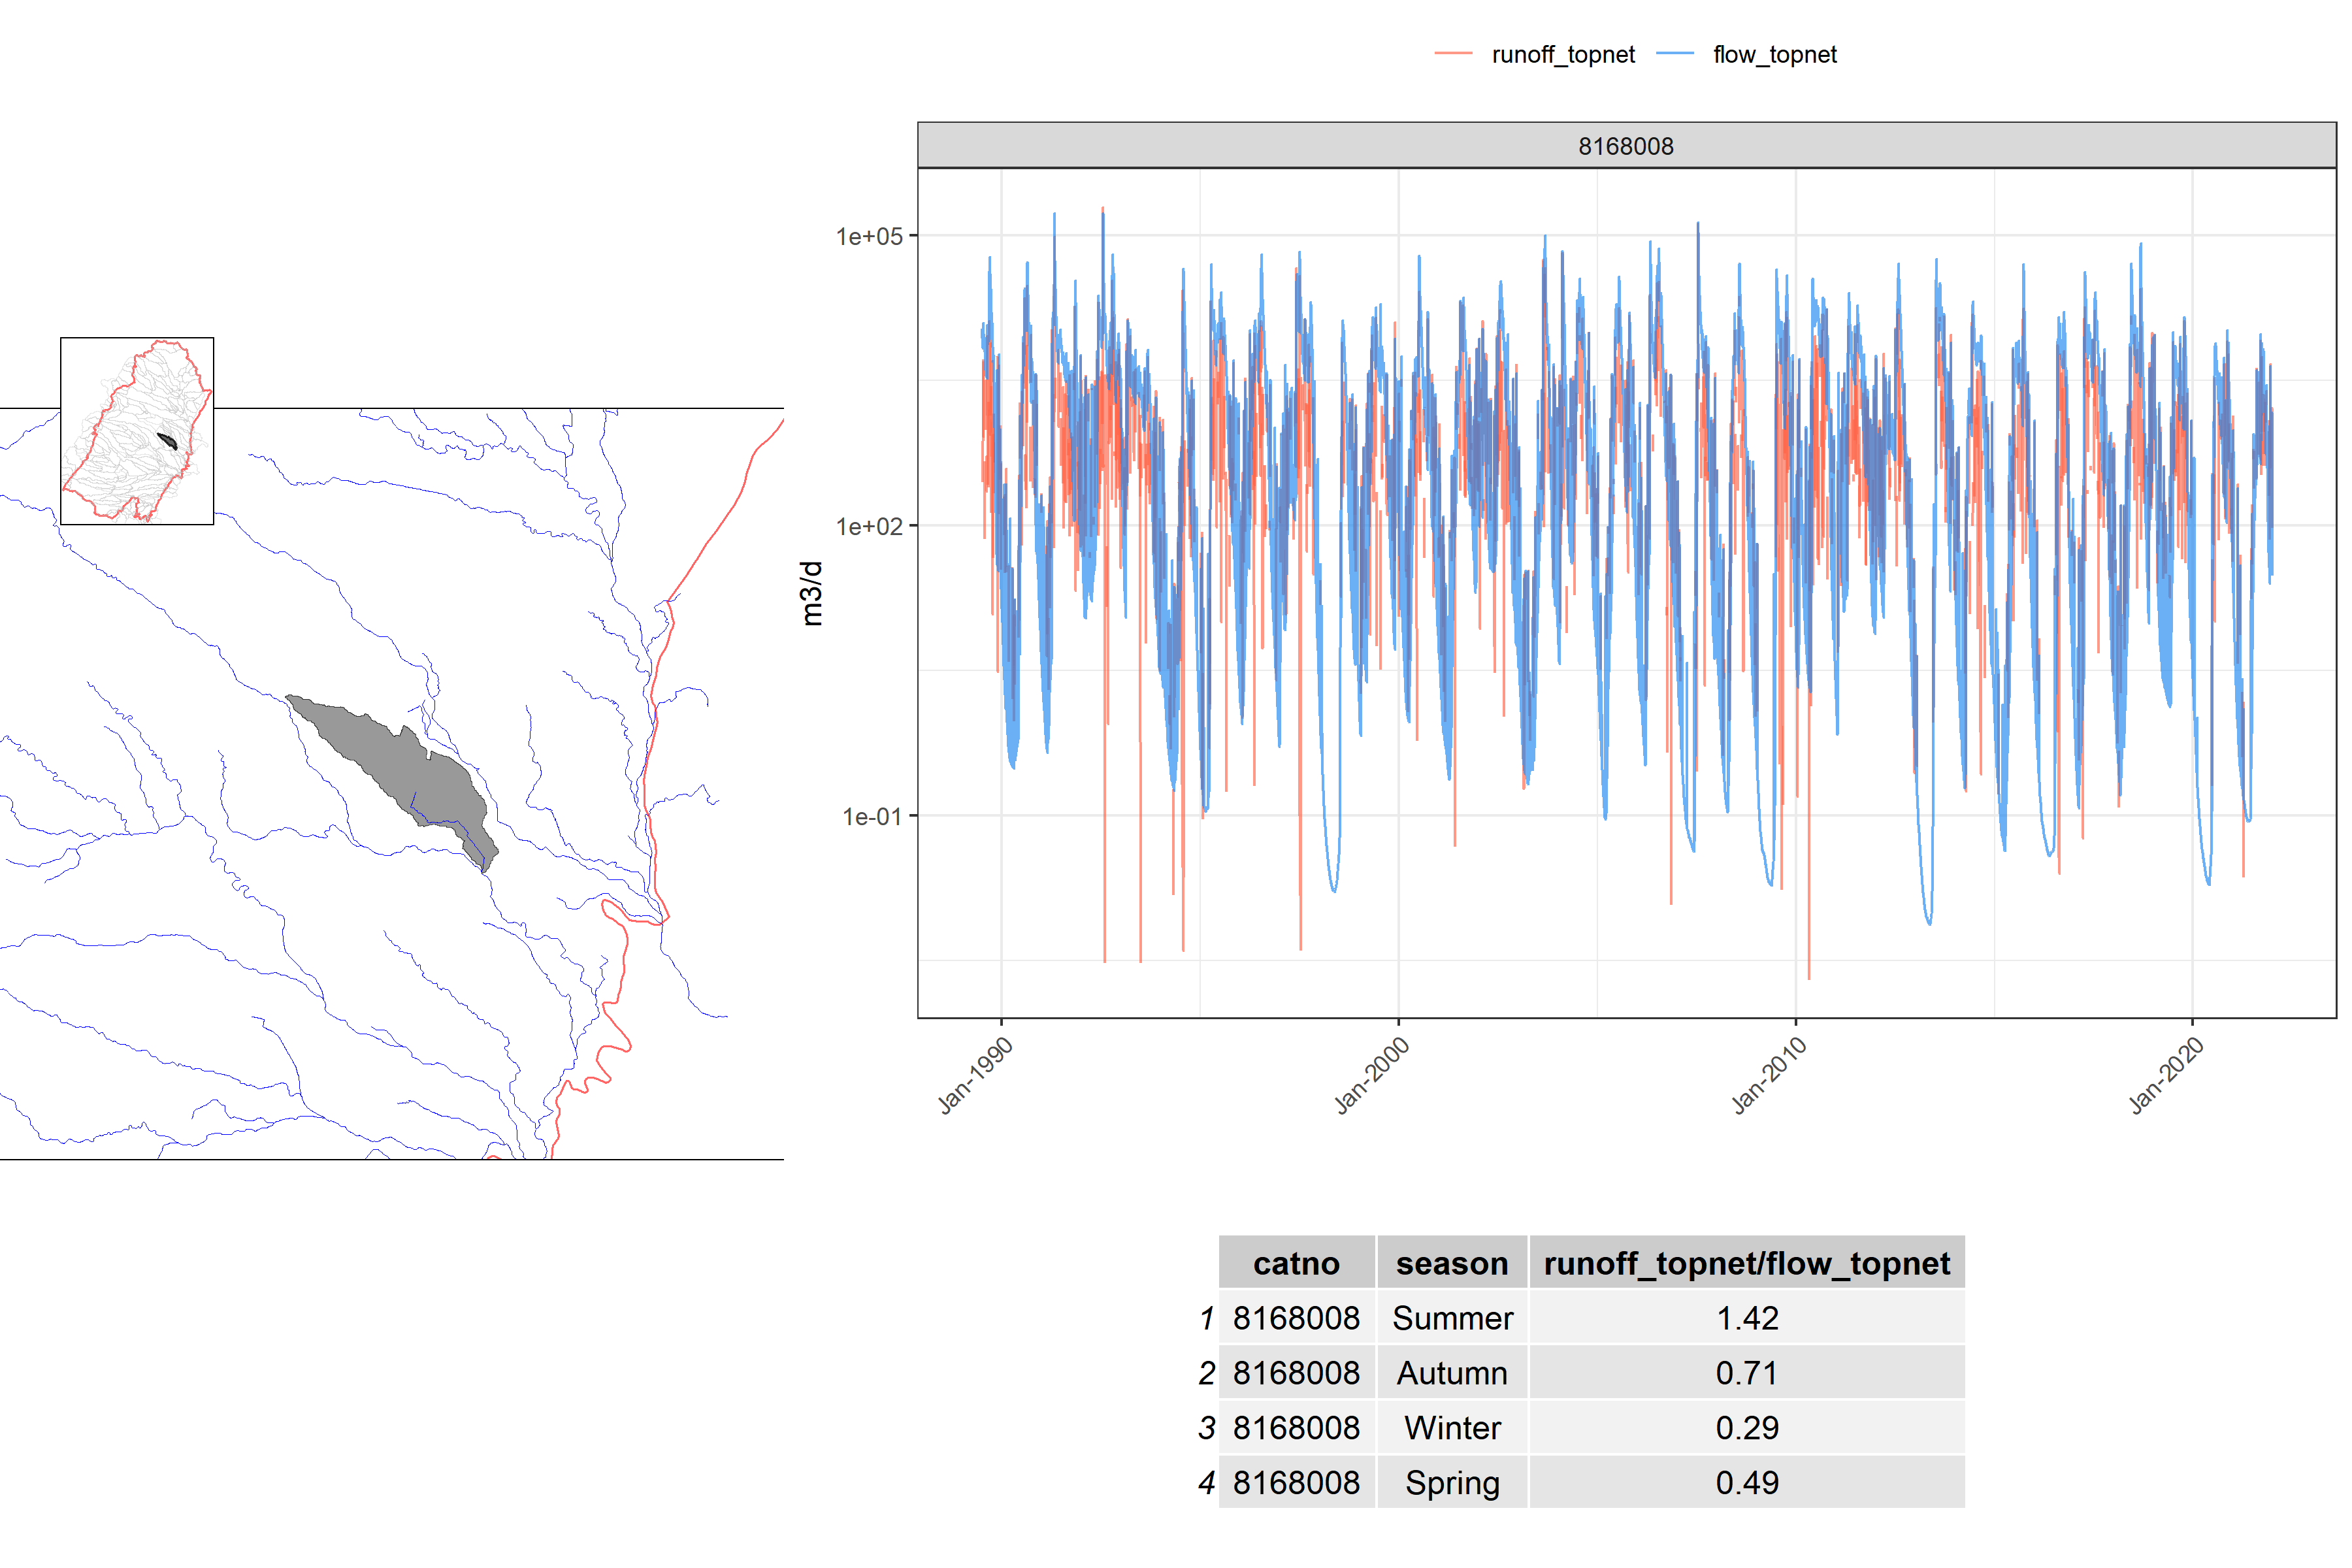 runoff_topnet flow_topnet
8168008
1e+05
1e+02
1e-01
m3/d
Jan-1990 Jan-2000 Jan-2010 Jan-2020
catno season runoff_topnet/flow_topnet
1 8168008 Summer 1.42
2 8168008 Autumn 0.71
3 8168008 Winter 0.29
4 8168008 Spring 0.49